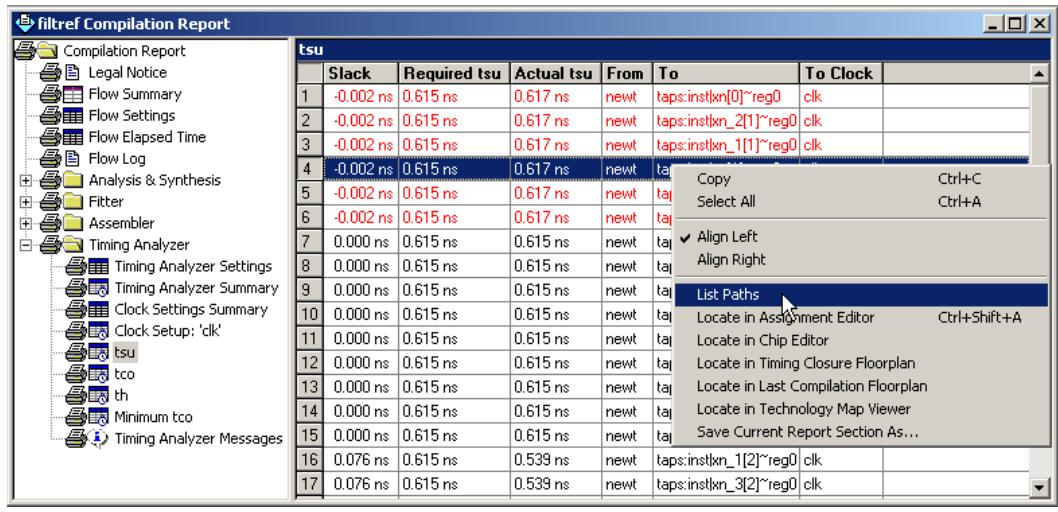 filtref Compilation Report
Compilation Report
Legal Notice
Flow Summary
Flow Settings
Flow Elapsed Time
Flow Log
Analysis & Synthesis
Fitter
Assembler
Timing Analyzer
Timing Analyzer Settings
Timing Analyzer Summary
Clock Settings Summary
Clock Setup: 'clk'
tsu
tco
th
Minimum tco
Timing Analyzer Messages
tsu
Slack Required tsu Actual tsu From To To Clock
1 -0.002 ns 0.615 ns 0.617 ns newt taps:inst|xn[0]~reg0 clk
2 -0.002 ns 0.615 ns 0.617 ns newt taps:inst|xn_2[1]~reg0 clk
3 -0.002 ns 0.615 ns 0.617 ns newt taps:inst|xn_1[1]~reg0 clk
4 -0.002 ns 0.615 ns 0.617 ns newt
5 -0.002 ns 0.615 ns 0.617 ns newt
6 -0.002 ns 0.615 ns 0.617 ns newt
7 0.000 ns 0.615 ns 0.615 ns newt
8 0.000 ns 0.615 ns 0.615 ns newt
9 0.000 ns 0.615 ns 0.615 ns newt
10 0.000 ns 0.615 ns 0.615 ns newt
11 0.000 ns 0.615 ns 0.615 ns newt
12 0.000 ns 0.615 ns 0.615 ns newt
13 0.000 ns 0.615 ns 0.615 ns newt
14 0.000 ns 0.615 ns 0.615 ns newt
15 0.000 ns 0.615 ns 0.615 ns newt
16 0.076 ns 0.615 ns 0.539 ns newt taps:inst|xn_1[2]~reg0 clk
17 0.076 ns 0.615 ns 0.539 ns newt taps:inst|xn_3[2]~reg0 clk
Copy Ctrl+C
Select All Ctrl+A
Align Left
Align Right
List Paths
Locate in Assignment Editor Ctrl+Shift+A
Locate in Chip Editor
Locate in Timing Closure Floorplan
Locate in Last Compilation Floorplan
Locate in Technology Map Viewer
Save Current Report Section As...